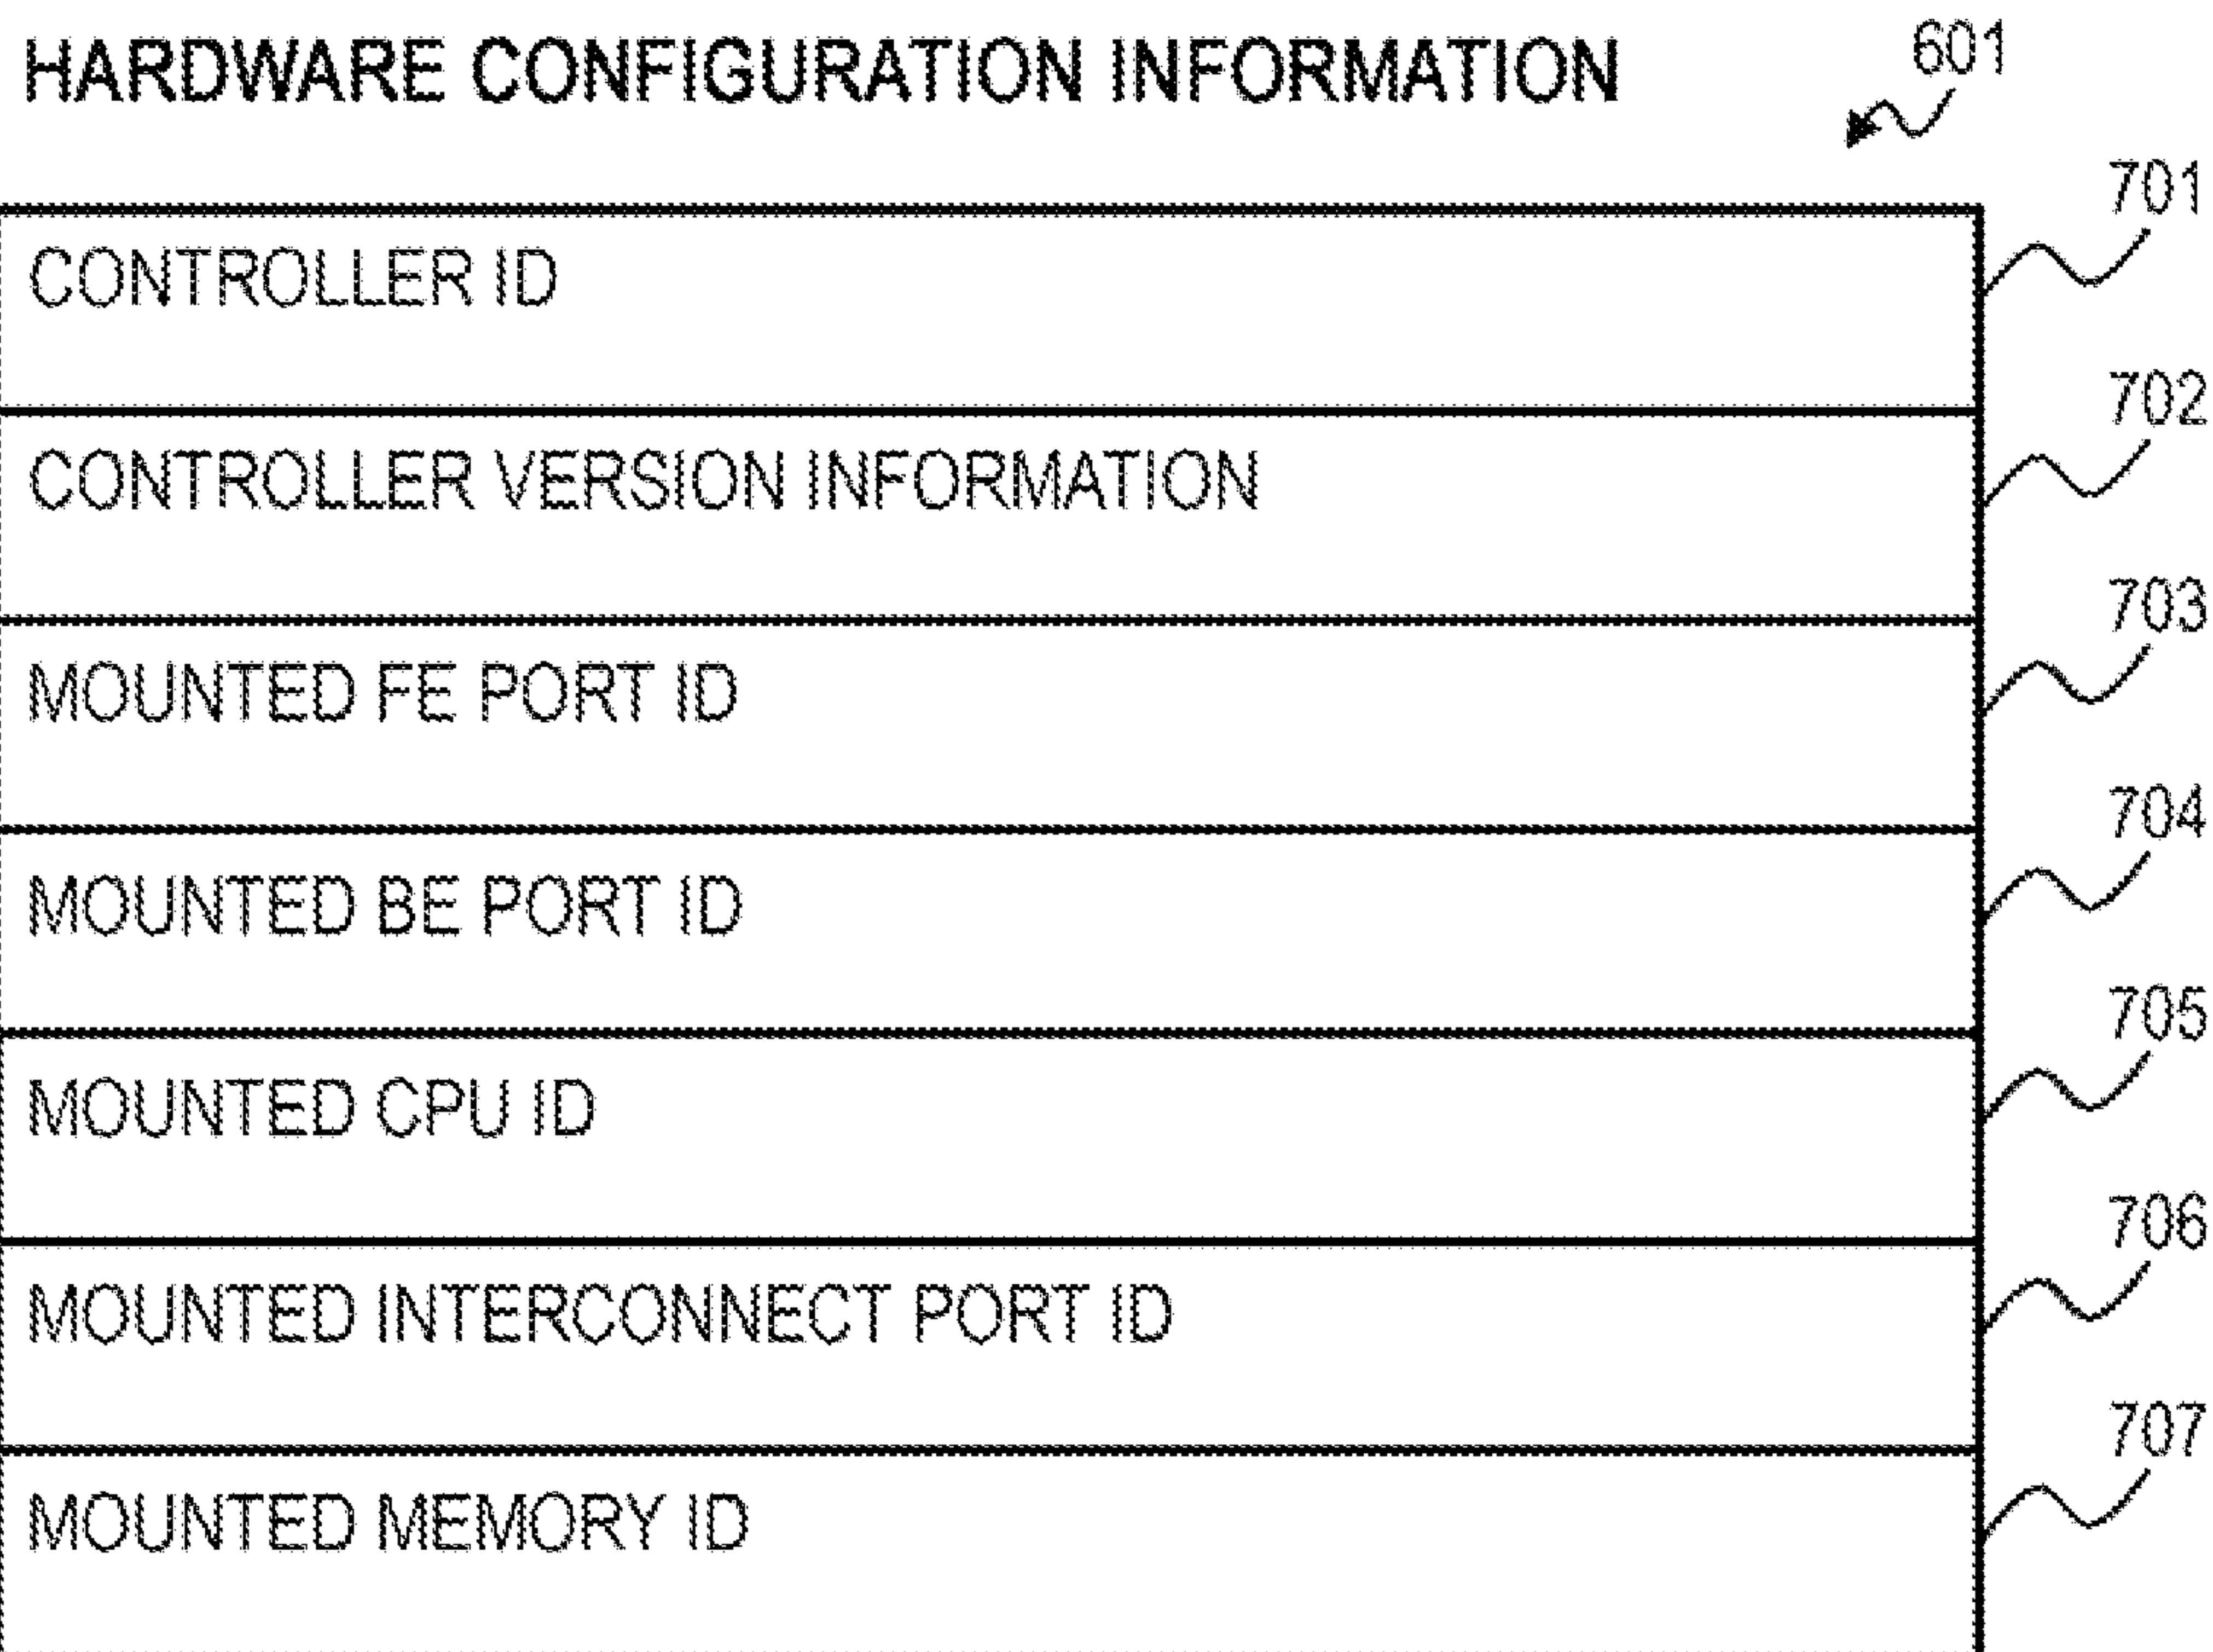 HARDWARE CONFIGURATION INFORMATION 601
701
CONTROLLER ID
702
CONTROLLER VERSION INFORMATION
703
MOUNTED FE PORT ID
704
MOUNTED BE PORT ID
705
MOUNTED CPU ID
706
MOUNTED INTERCONNECT PORT ID
707
MOUNTED MEMORY ID